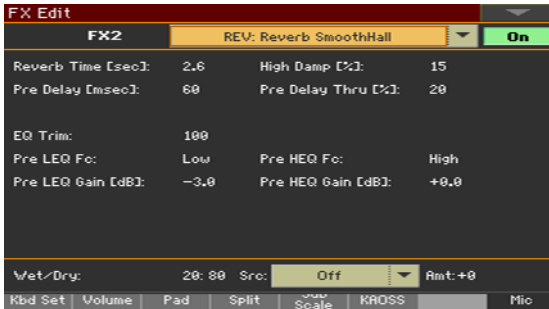 FX Edit
FX2 REV: Reverb SmoothHall On
Reverb Time [sec]: 2.6 High Damp [%]: 15
Pre Delay [msec]: 60 Pre Delay Thru [%]: 20
EQ Trim: 100
Pre LEQ Fc: Low Pre HEQ Fc: High
Pre LEQ Gain [dB]: -3.0 Pre HEQ Gain [dB]: +0.0
Wet/Dry: 20:80 Src: Off Amt:+0
Kbd Set Volume Pad Split Sub Scale KAOSS Mic